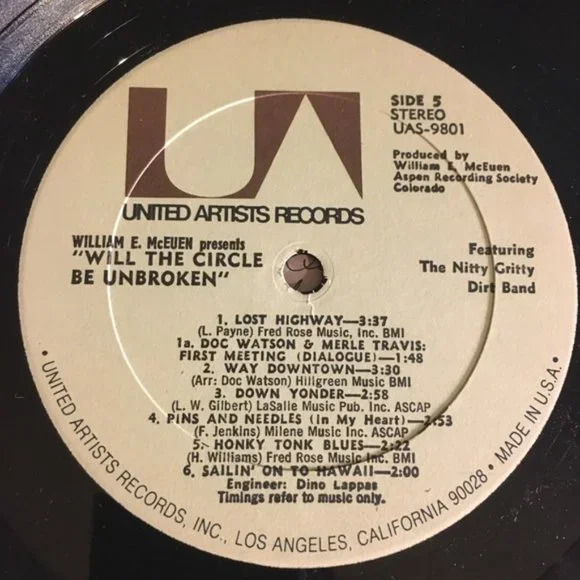 UA
UNITED ARTISTS RECORDS
SIDE 5
STEREO
UAS-9801
Produced by
William E. McEuen
Aspen Recording Society
Colorado
WILLIAM E. McEUEN presents
"WILL THE CIRCLE
BE UNBROKEN"
Featuring
The Nitty Gritty
Dirt Band
1. LOST HIGHWAY—3:37
(L. Payne) Fred Rose Music, Inc. BMI
1a. DOC WATSON & MERLE TRAVIS:
FIRST MEETING (DIALOGUE)—1:48
2. WAY DOWNTOWN—3:30
(Arr: Doc Watson) Hillgreen Music BMI
3. DOWN YONDER—2:58
(L. W. Gilbert) LaSalle Music Pub. Inc. ASCAP
4. PINS AND NEEDLES (In My Heart)—2:53
(F. Jenkins) Milene Music Inc. ASCAP
5. HONKY TONK BLUES—2:22
(H. Williams) Fred Rose Music Inc. BMI
6. SAILIN' ON TO HAWAII—2:00
Engineer: Dino Lappas
Timings refer to music only.
• UNITED ARTISTS RECORDS, INC., LOS ANGELES, CALIFORNIA 90028 • MADE IN U.S.A. •